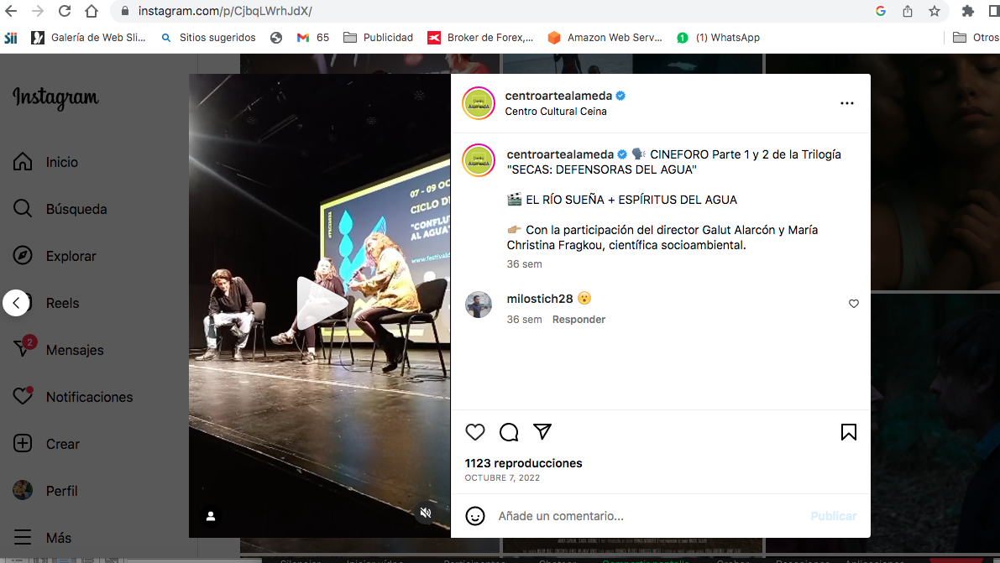 instagram.com/p/CjbqLWrhJdX/
Sii Galería de Web Sli... Sitios sugeridos 65 Publicidad Broker de Forex,... Amazon Web Serv... 1 (1) WhatsApp Otros
Instagram
Inicio
Búsqueda
Explorar
Reels
2
Mensajes
Notificaciones
Crear
Perfil
Más
07 - 09 OC
CICLO DE
"CONFLU
AL AGUA"
www.festivald
centroartealameda
Centro Cultural Ceina
centroartealameda 🗣️ CINEFORO Parte 1 y 2 de la Trilogía
"SECAS: DEFENSORAS DEL AGUA"
🎬 EL RÍO SUEÑA + ESPÍRITUS DEL AGUA
👉🏼 Con la participación del director Galut Alarcón y María
Christina Fragkou, científica socioambiental.
36 sem
milostich28 😮
36 sem Responder
1123 reproducciones
OCTUBRE 7, 2022
Añade un comentario...
Publicar